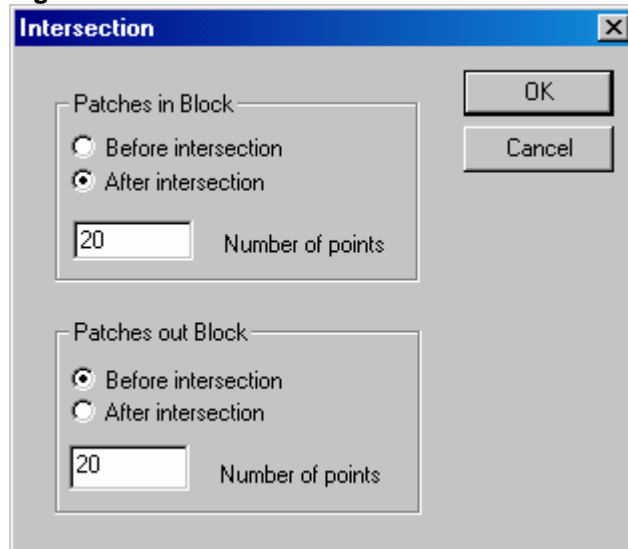 Intersection
OK
Cancel
Patches in Block
Before intersection
After intersection
20 Number of points
Patches out Block
Before intersection
After intersection
20 Number of points